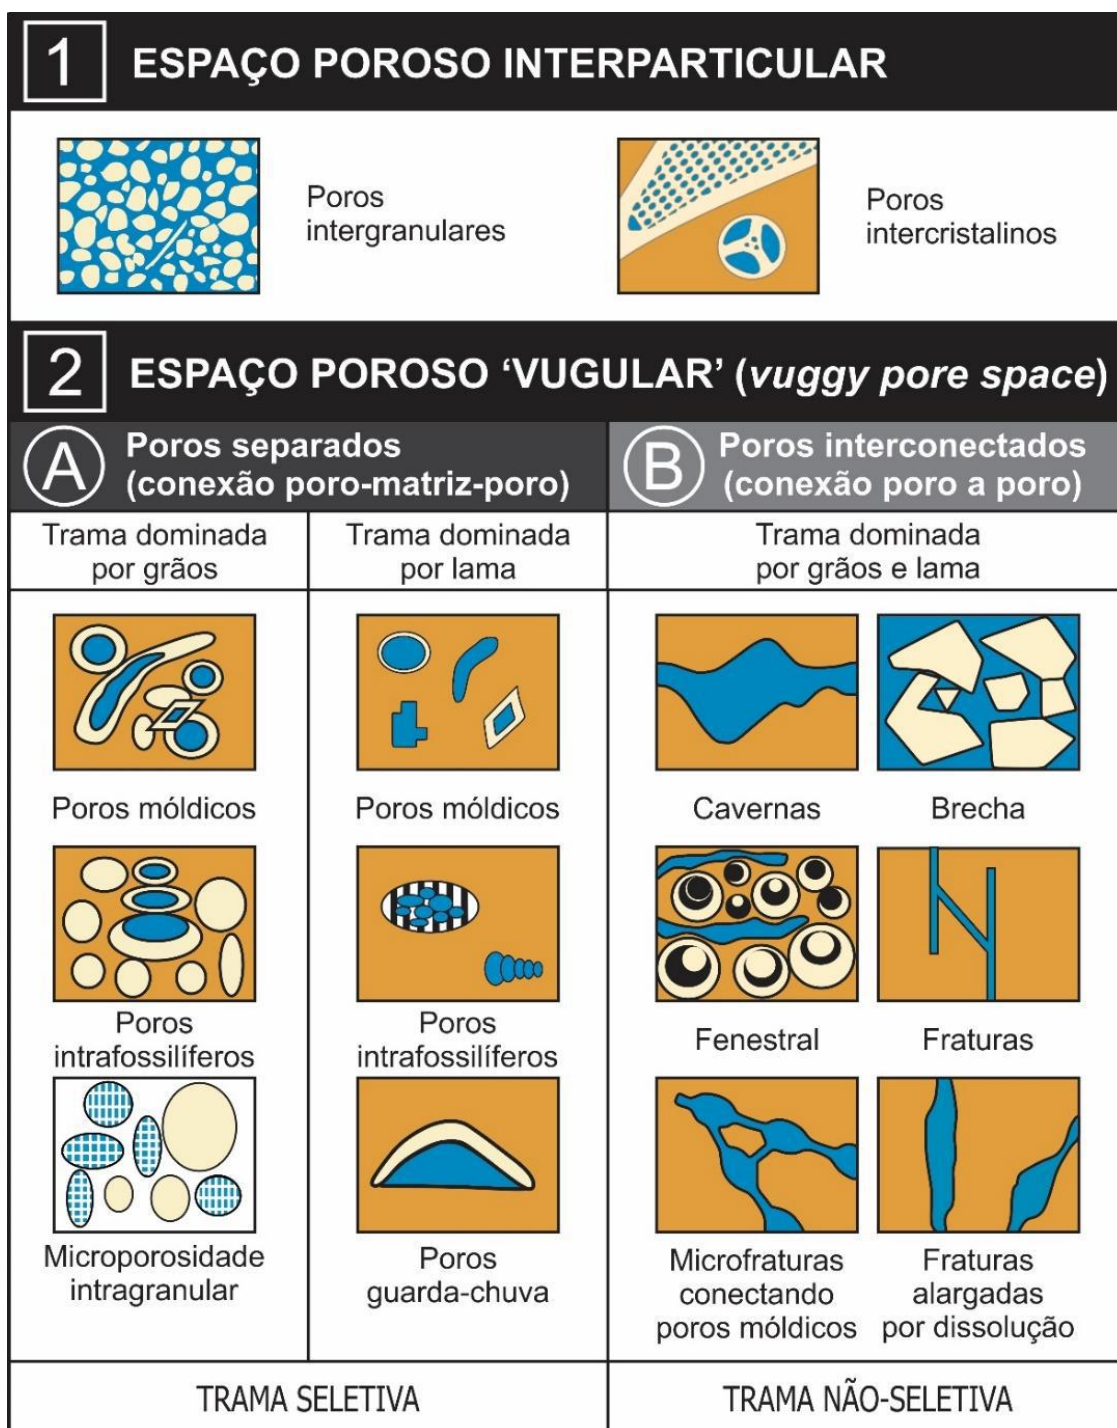 1 ESPAÇO POROSO INTERPARTICULAR
Poros
intergranulares
Poros
intercristalinos
2 ESPAÇO POROSO ‘VUGULAR’ (vuggy pore space)
A Poros separados
(conexão poro-matriz-poro)
B Poros interconectados
(conexão poro a poro)
Trama dominada
por grãos
Trama dominada
por lama
Trama dominada
por grãos e lama
Poros móldicos
Poros móldicos
Cavernas
Brecha
Poros
intrafossilíferos
Poros
intrafossilíferos
Fenestral
Fraturas
Microporosidade
intragranular
Poros
guarda-chuva
Microfraturas
conectando
poros móldicos
Fraturas
alargadas
por dissolução
TRAMA SELETIVA
TRAMA NÃO-SELETIVA